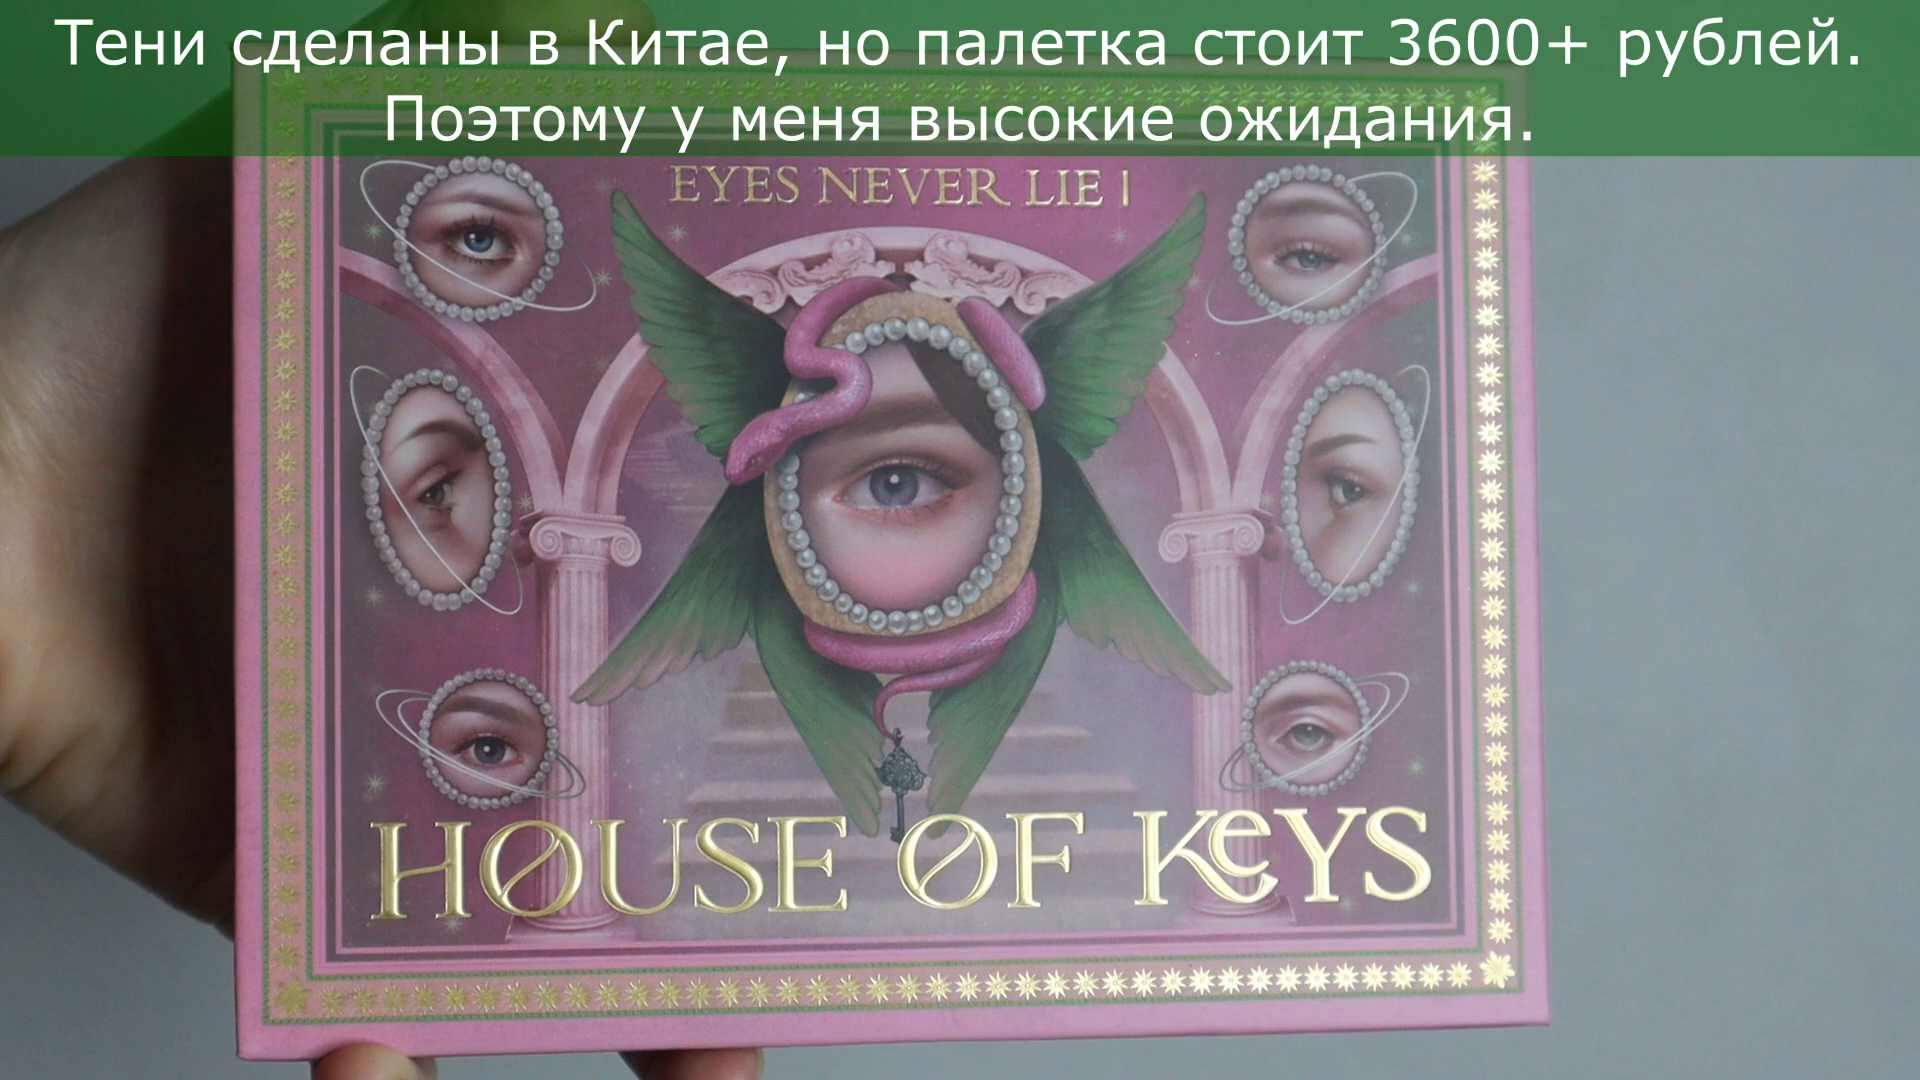 Тени сделаны в Китае, но палетка стоит 3600+ рублей.
Поэтому у меня высокие ожидания.
EYES NEVER LIE I
HOUSE OF KeYS